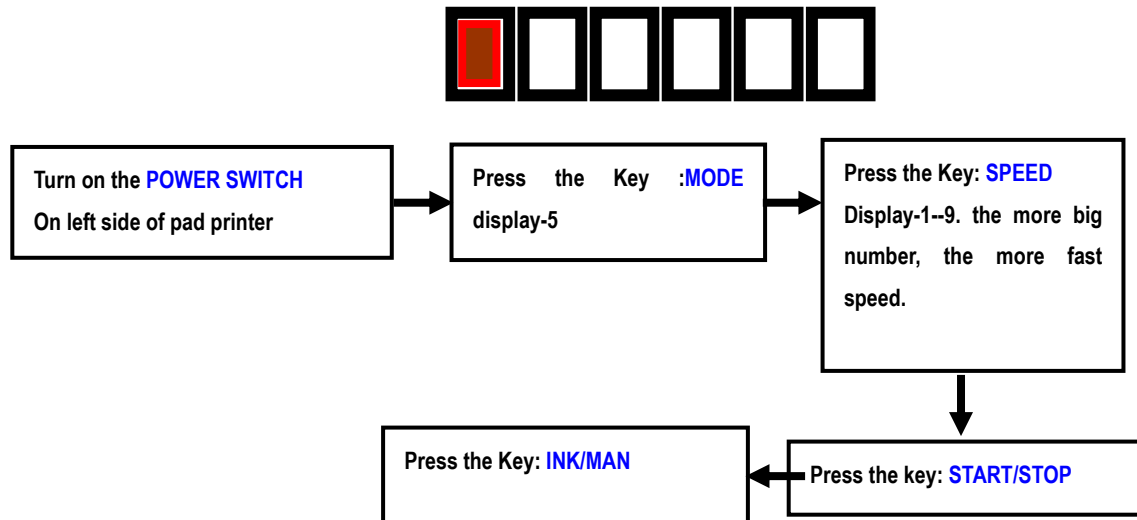 Turn on the POWER SWITCH
On left side of pad printer
Press the Key :MODE
display-5
Press the Key: SPEED
Display-1--9. the more big
number, the more fast
speed.
Press the key: START/STOP
Press the Key: INK/MAN